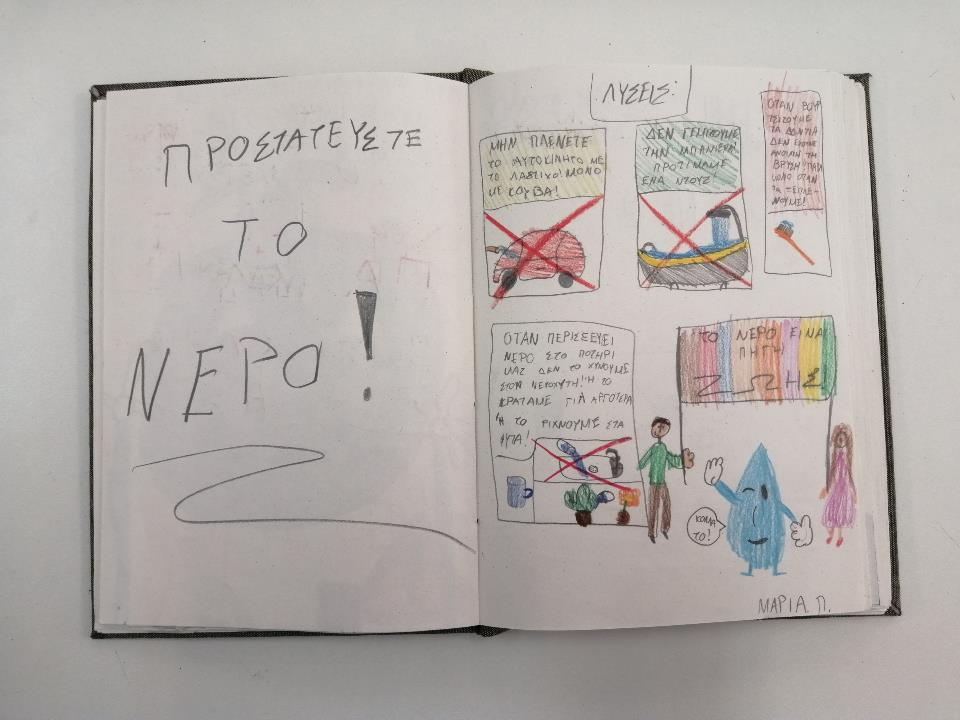 ΠΡΟΣΤΑΤΕΥΣΤΕ
ΤΟ
ΝΕΡΟ!
ΛΥΣΕΙΣ:
ΜΗΝ ΠΛΕΝΕΤΕ
ΤΟ ΑΥΤΟΚΙΝΗΤΟ ΜΕ
ΤΟ ΛΑΣΤΙΧΟ! ΜΟΝΟ
ΜΕ ΚΟΥΒΑ!
ΔΕΝ ΓΕΜΙΖΟΥΜΕ
ΤΗΝ ΜΠΑΝΙΕΡΑ!
ΠΡΟΤΙΜΑΜΕ
ΕΝΑ ΝΤΟΥΖ!
ΟΤΑΝ ΒΟΥΡ
ΤΣΙΖΟΥΜΕ
ΤΑ ΔΟΝΤΙΑ
ΔΕΝ ΕΧΟΥΜΕ
ΑΝΟΙΧΤΗ ΤΗ
ΒΡΥΣΗ!
ΜΟΝΟ ΟΤΑΝ
ΤΑ ΞΕΠΛΕ-
ΝΟΥΜΕ!
ΟΤΑΝ ΠΕΡΙΣΣΕΥΕΙ
ΝΕΡΟ ΣΤΟ ΠΟΤΗΡΙ
ΜΑΣ ΔΕΝ ΤΟ ΧΥΝΟΥΜΕ
ΣΤΟΝ ΝΕΡΟΧΥΤΗ! Ή ΤΟ
ΚΡΑΤΑΜΕ ΓΙΑ ΑΡΓΟΤΕΡΑ
Ή ΤΟ ΡΙΧΝΟΥΜΕ ΣΤΑ
ΦΥΤΑ!
ΤΟ ΝΕΡΟ ΕΙΝΑΙ
ΠΗΓΗ
ΖΩΗΣ!
ΤΟ!
ΜΑΡΙΑ Π.